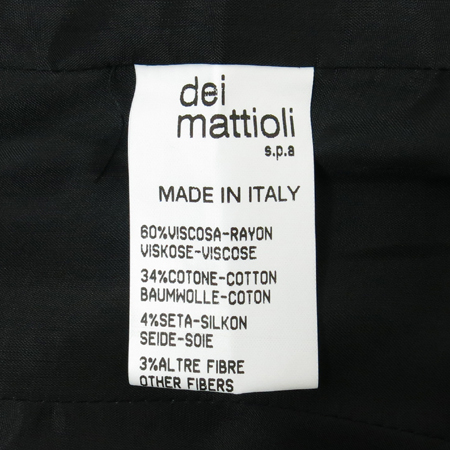 dei
mattioli
s.p.a
MADE IN ITALY
60%VISCOSA-RAYON
VISKOSE-VISCOSE
34%COTONE-COTTON
BAUMWOLLE-COTON
4%SETA-SILKON
SEIDE-SOIE
3%ALTRE FIBRE
OTHER FIBERS